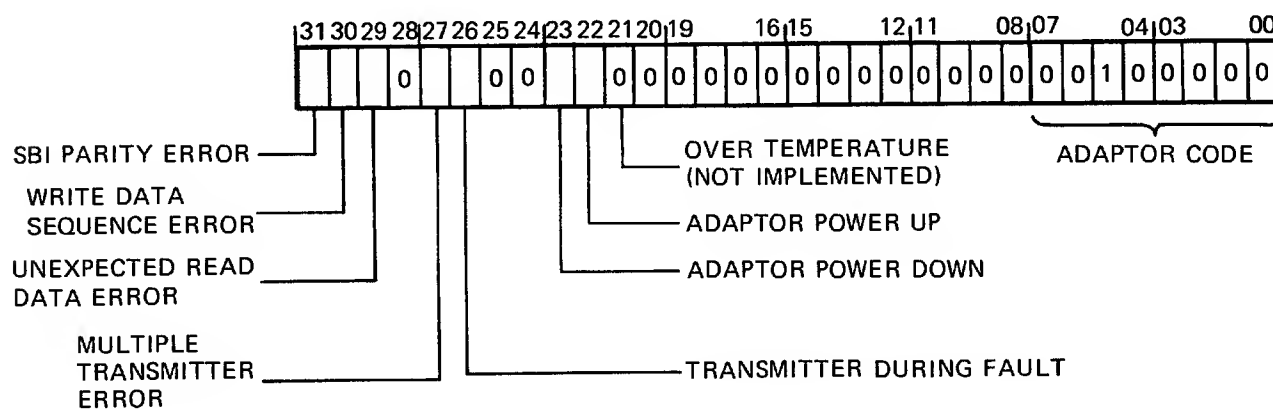 31 30 29 28 27 26 25 24 23 22 21 20 19 16 15 12 11 08 07 04 03 00
0 0 0 0 0 0 0 0 0 0 0 0 0 0 0 0 0 0 0 1 0 0 0 0 0
SBI PARITY ERROR
WRITE DATA
SEQUENCE ERROR
UNEXPECTED READ
DATA ERROR
MULTIPLE
TRANSMITTER
ERROR
OVER TEMPERATURE
(NOT IMPLEMENTED)
ADAPTOR POWER UP
ADAPTOR POWER DOWN
TRANSMITTER DURING FAULT
ADAPTOR CODE